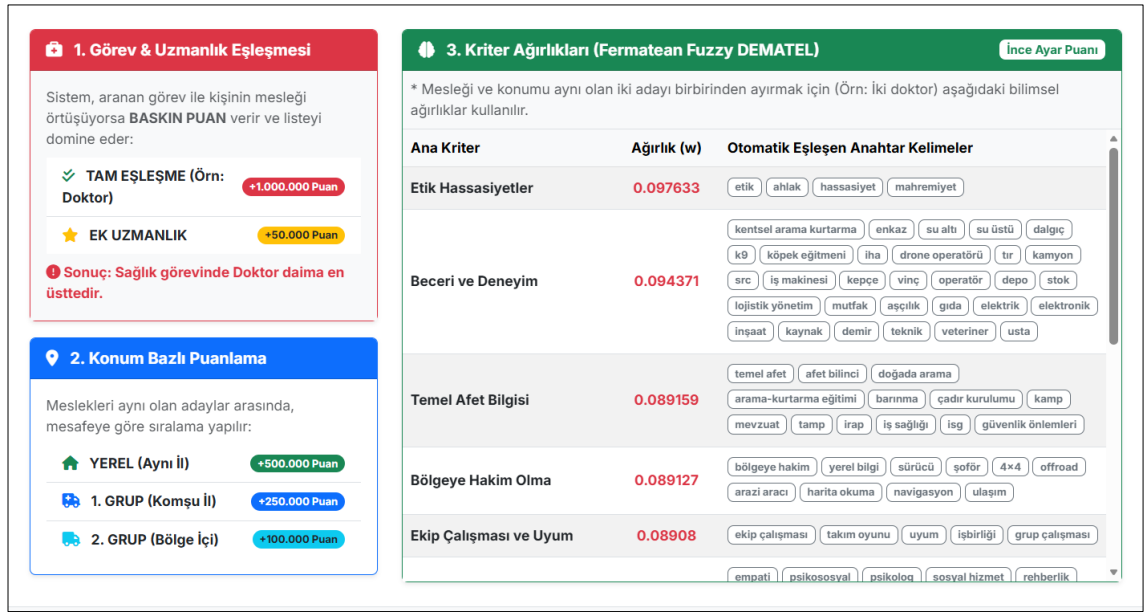 1. Görev & Uzmanlık Eşleşmesi
Sistem, aranan görev ile kişinin mesleği
örtüşüyorsa BASKIN PUAN verir ve listeyi
domine eder:
TAM EŞLEŞME (Örn:
Doktor)
+1.000.000 Puan
EK UZMANLIK
+50.000 Puan
Sonuç: Sağlık görevinde Doktor daima en
üsttedir.
2. Konum Bazlı Puanlama
Meslekleri aynı olan adaylar arasında,
mesafeye göre sıralama yapılır:
YEREL (Aynı İl) +500.000 Puan
1. GRUP (Komşu İl) +250.000 Puan
2. GRUP (Bölge İçi) +100.000 Puan
3. Kriter Ağırlıkları (Fermatean Fuzzy DEMATEL) İnce Ayar Puanı
* Mesleği ve konumu aynı olan iki adayı birbirinden ayırmak için (Örn: İki doktor) aşağıdaki bilimsel
ağırlıklar kullanılır.
Ana Kriter Ağırlık (w) Otomatik Eşleşen Anahtar Kelimeler
Etik Hassasiyetler 0.097633 etik ahlak hassasiyet mahremiyet
Beceri ve Deneyim 0.094371
kentsel arama kurtarma enkaz su altı su üstü dalgıç
k9 köpek eğitmeni iha drone operatörü tır kamyon
src iş makinesi kepçe vinç operatör depo stok
lojistik yönetim mutfak aşçılık gıda elektrik elektronik
inşaat kaynak demir teknik veteriner usta
Temel Afet Bilgisi 0.089159
temel afet afet bilinci doğada arama
arama-kurtarma eğitimi barınma çadır kurulumu kamp
mevzuat tamp irap iş sağlığı isg güvenlik önlemleri
Bölgeye Hakim Olma 0.089127
bölgeye hakim yerel bilgi sürücü şoför 4×4 offroad
arazi aracı harita okuma navigasyon ulaşım
Ekip Çalışması ve Uyum 0.08908 ekip çalışması takım oyunu uyum işbirliği grup çalışması
empati psikososyal psikolog sosyal hizmet rehberlik